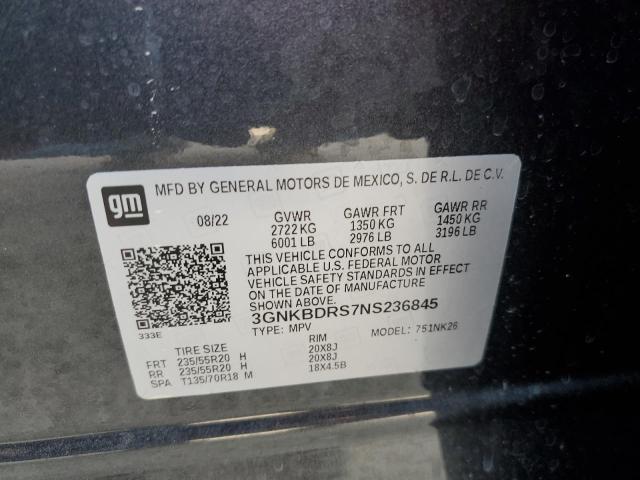 gm
MFD BY GENERAL MOTORS DE MEXICO, S. DE R.L. DE C.V.
08/22 GVWR GAWR FRT GAWR RR
2722 KG 1350 KG 1450 KG
6001 LB 2976 LB 3196 LB
THIS VEHICLE CONFORMS TO ALL
APPLICABLE U.S. FEDERAL MOTOR
VEHICLE SAFETY STANDARDS IN EFFECT
ON THE DATE OF MANUFACTURE
SHOWN ABOVE.
333E 3GNKBDRS7NS236845
TYPE: MPV MODEL: 751NK26
TIRE SIZE RIM
FRT 235/55R20 H 20X8J
RR 235/55R20 H 20X8J
SPA T135/70R18 M 18X4.5B